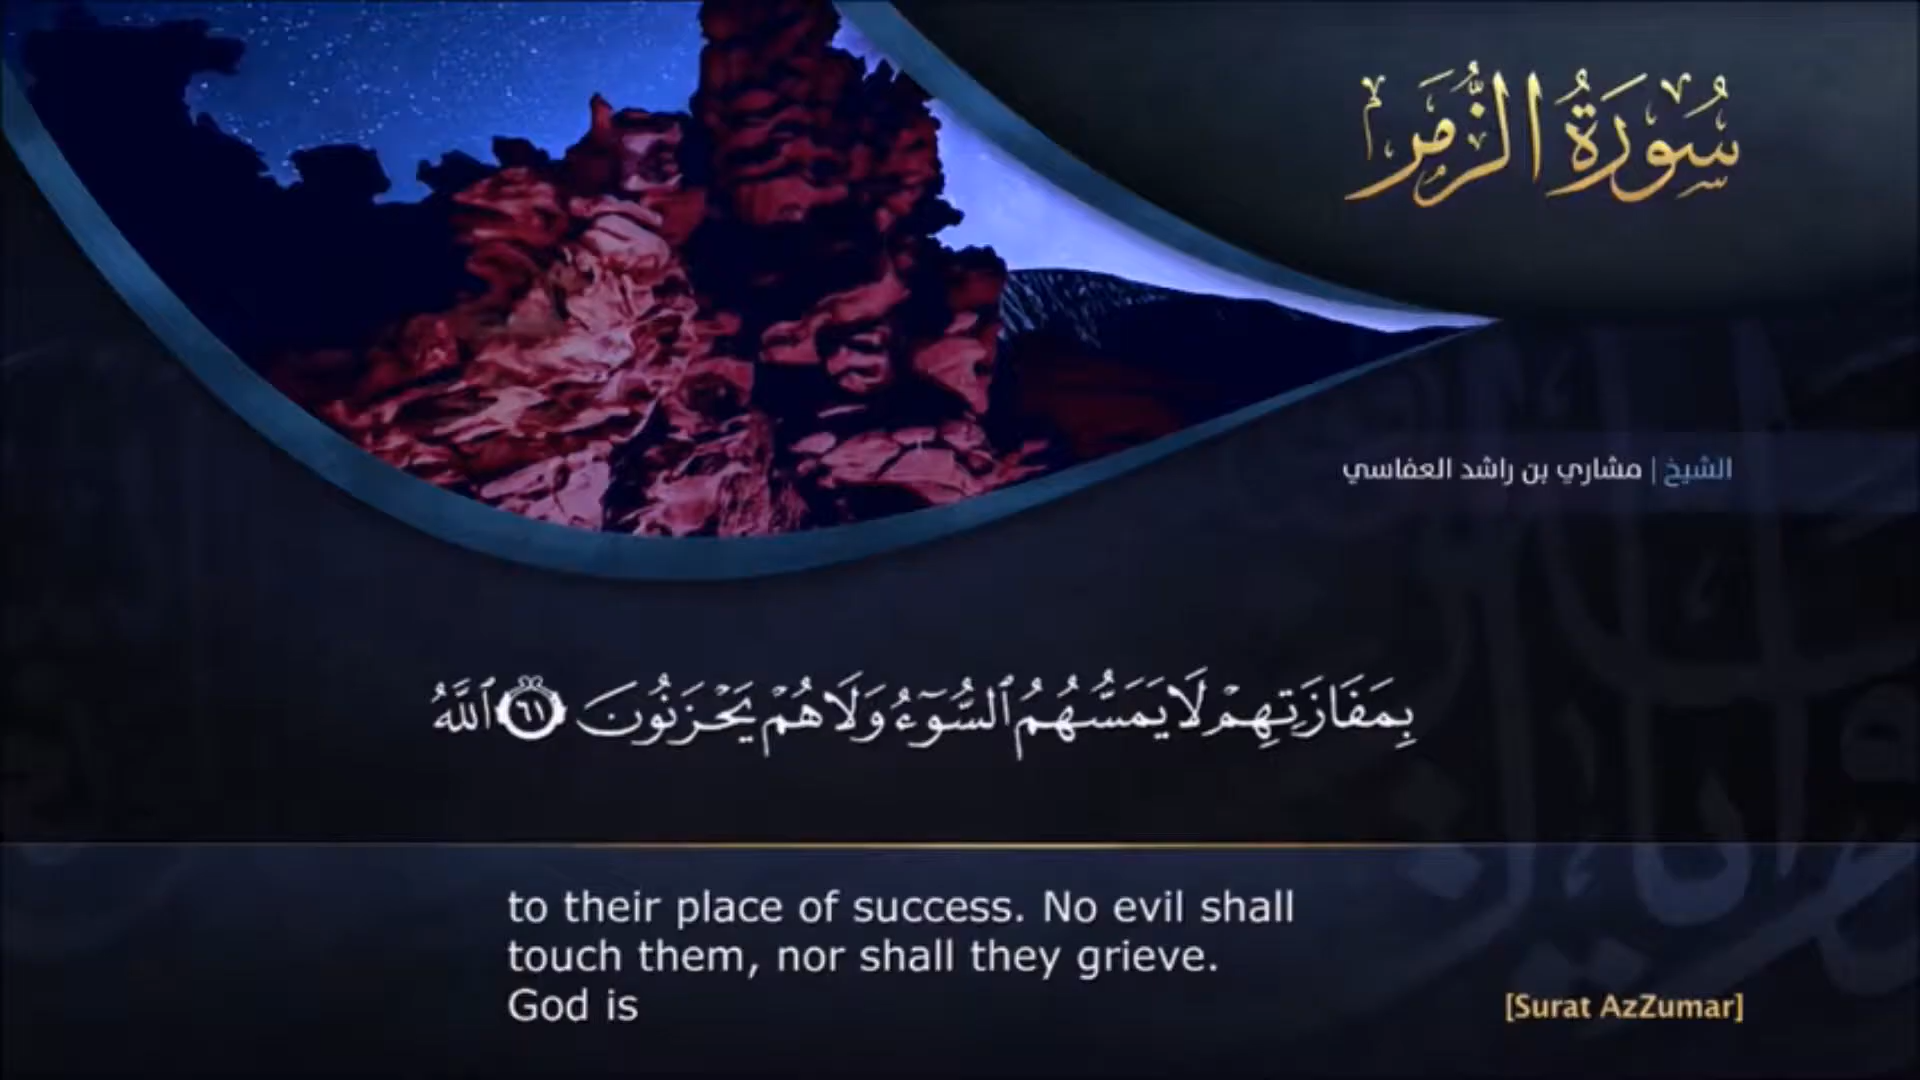 سُورَةُ الزُّمَرِ
الشيخ | مشاري بن راشد العفاسي
بِمَفَازَتِهِمْ لَا يَمَسُّهُمُ ٱلسُّوٓءُ وَلَا هُمْ يَحْزَنُونَ ٦١ ٱللَّهُ
to their place of success. No evil shall
touch them, nor shall they grieve.
God is
[Surat AzZumar]